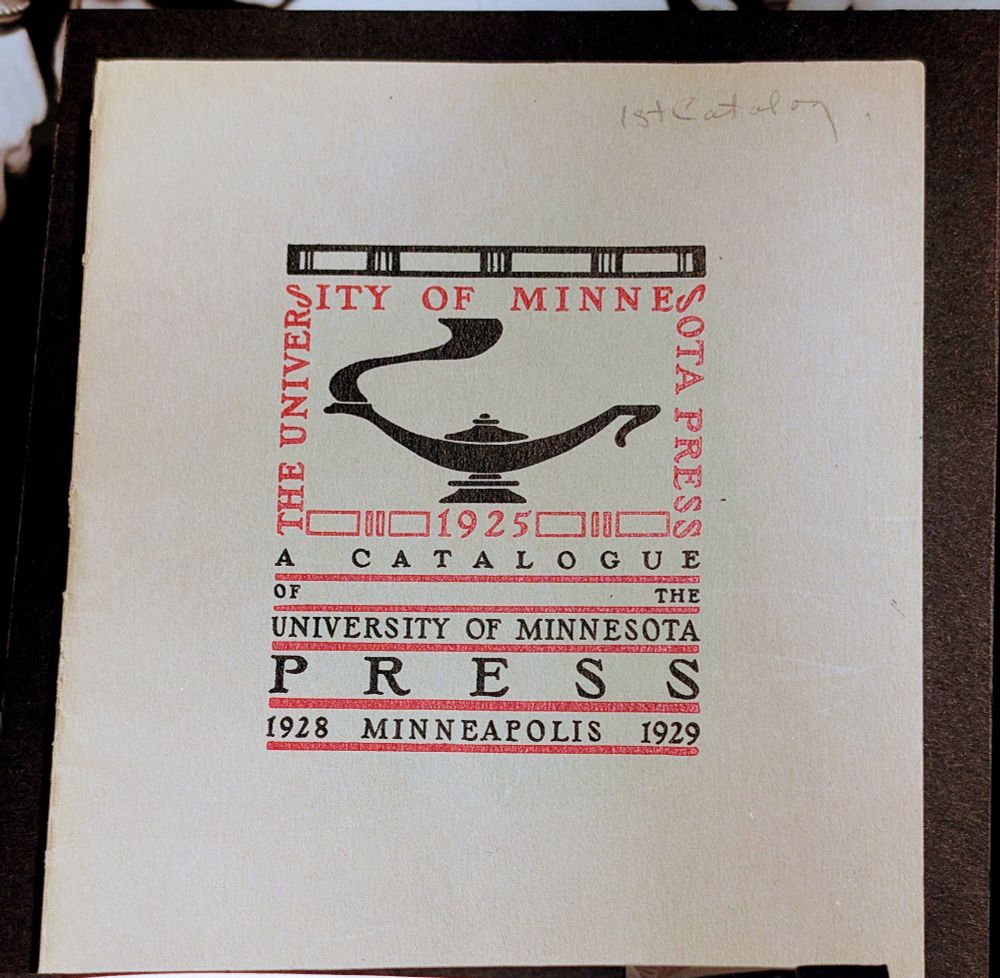 1st Catalog.
THE UNIVERSITY OF MINNESOTA PRESS
1925
A CATALOGUE
OF THE
UNIVERSITY OF MINNESOTA
PRESS
1928 MINNEAPOLIS 1929